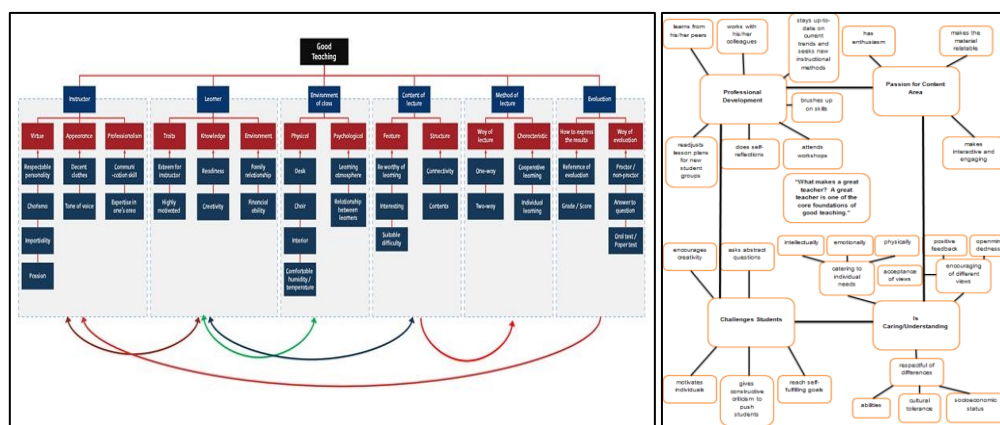 Good
Teaching
Instructor
Learner
Environment
of class
Content of
lecture
Method of
lecture
Evaluation
Virtue
Appearance
Professionalism
Traits
Knowledge
Environment
Physical
Psychological
Feature
Structure
Way of
lecture
Characteristic
How to express
the results
Way of
evaluation
Respectable
personality
Decent
clothes
Communi
-cation skill
Esteem for
instructor
Readiness
Family
relationship
Desk
Learning
atmosphere
Be worthy of
learning
Connectivity
One-way
Cooperative
learning
Reference of
evaluation
Proctor /
non-proctor
Charisma
Tone of voice
Expertise in
one's area
Highly
motivated
Creativity
Financial
ability
Chair
Relationship
between
learners
Interesting
Contents
Two-way
Individual
learning
Grade / Score
Answer to
question
Impartiality
Interior
Suitable
difficulty
Oral test /
Paper test
Passion
Comfortable
humidity /
temperature
learns from
his/her peers
works with
his/her
colleagues
stays up-to-
date on
current trends
and seeks
new
instructional
methods
has
enthusiasm
makes the
material
relatable
Professional
Development
brushes up
on skills
Passion for Content
Area
readjusts
lesson plans
for new
student
groups
does self-
reflections
attends
workshops
makes
interactive and
engaging
"What makes a great
teacher? A great
teacher is one of the
core foundations of
good teaching."
encourages
creativity
asks abstract
questions
intellectually
emotionally
physically
positive
feedback
openmin
dedness
catering to
individual
needs
acceptance
of views
encouraging
of different
views
Challenges Students
Is
Caring/Understanding
motivates
individuals
gives
constructive
criticism to
push
students
reach self-
fulfilling goals
respectful of
differences
abilities
cultural
tolerance
socioeconomic
status